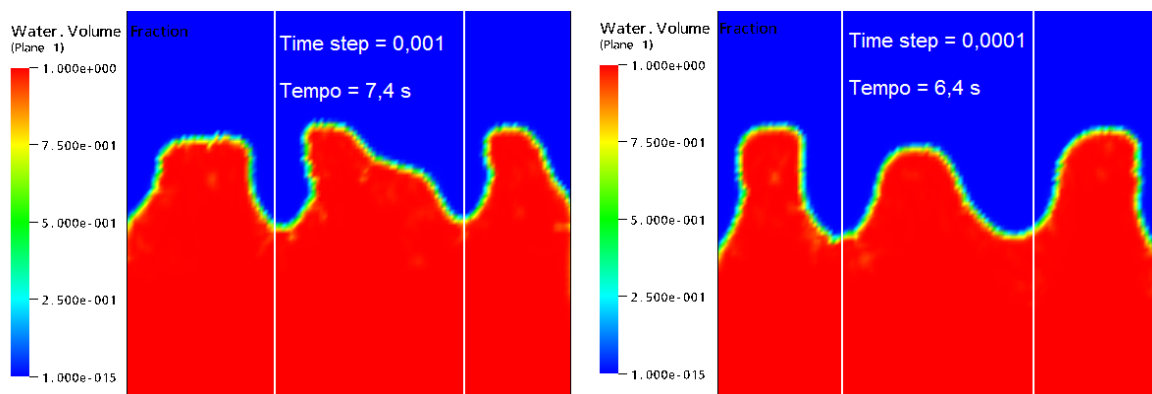 Water. Volume Fraction
(Plane 1)
1.000e+000
7.500e-001
5.000e-001
2.500e-001
1.000e-015
Time step = 0,001
Tempo = 7,4 s
Water. Volume Fraction
(Plane 1)
1.000e+000
7.500e-001
5.000e-001
2.500e-001
1.000e-015
Time step = 0,0001
Tempo = 6,4 s